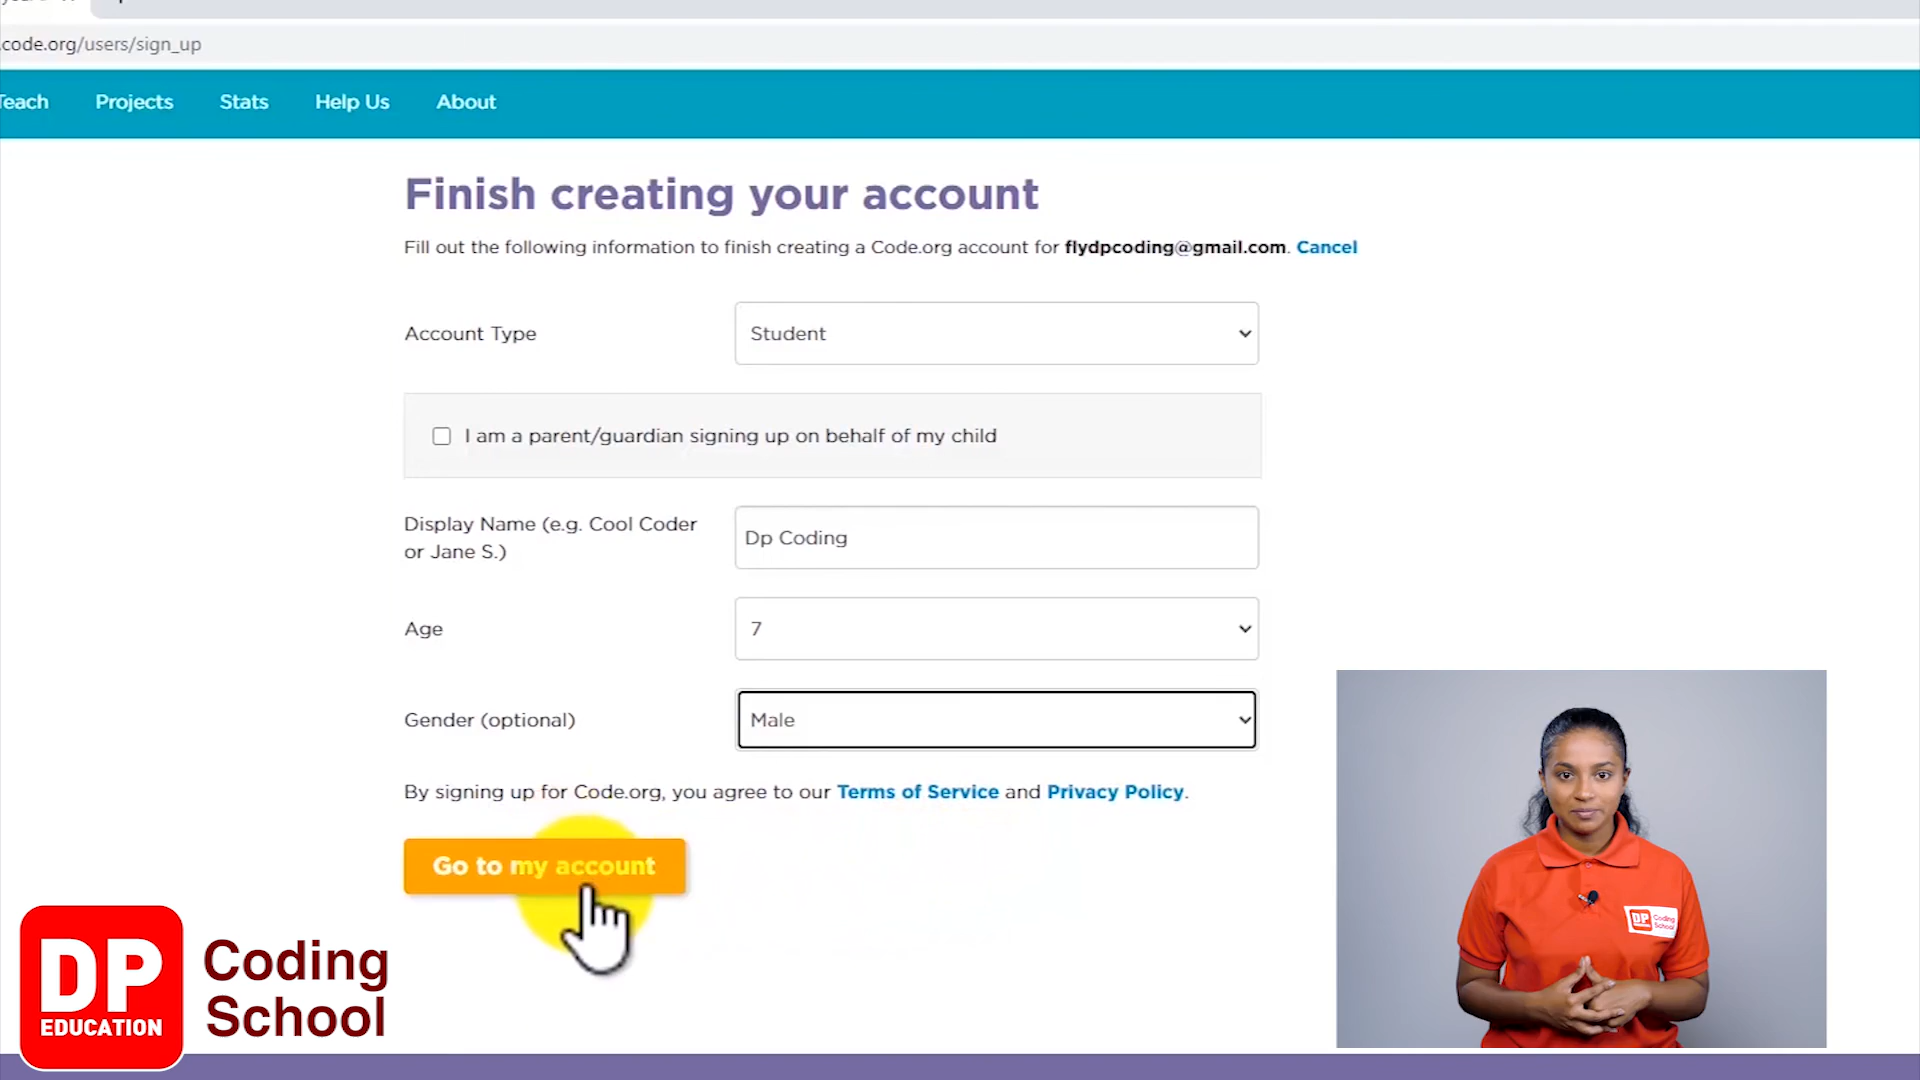 code.org/users/sign_up
Teach Projects Stats Help Us About
Finish creating your account
Fill out the following information to finish creating a Code.org account for flydpcoding@gmail.com. Cancel
Account Type Student
I am a parent/guardian signing up on behalf of my child
Display Name (e.g. Cool Coder
or Jane S.)
Dp Coding
Age 7
Gender (optional) Male
By signing up for Code.org, you agree to our Terms of Service and Privacy Policy.
Go to my account
DP
EDUCATION
Coding
School
DP
Coding
School